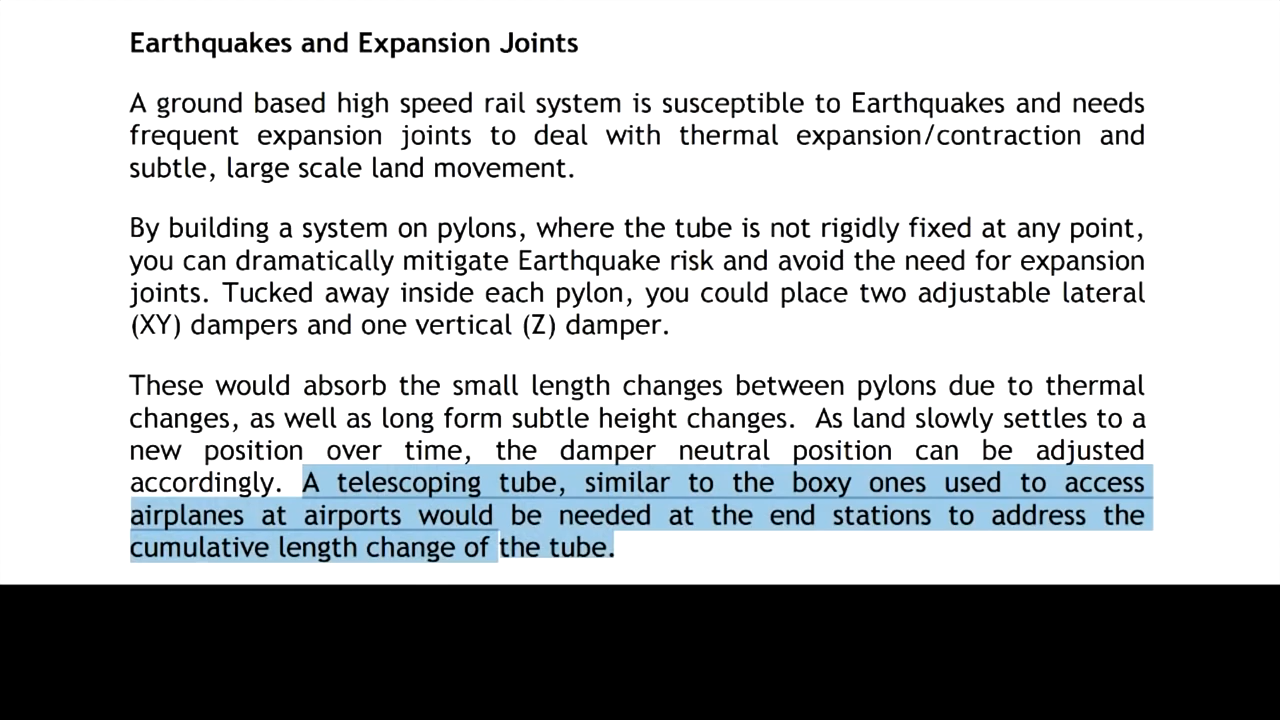 Earthquakes and Expansion Joints
A ground based high speed rail system is susceptible to Earthquakes and needs
frequent expansion joints to deal with thermal expansion/contraction and
subtle, large scale land movement.
By building a system on pylons, where the tube is not rigidly fixed at any point,
you can dramatically mitigate Earthquake risk and avoid the need for expansion
joints. Tucked away inside each pylon, you could place two adjustable lateral
(XY) dampers and one vertical (Z) damper.
These would absorb the small length changes between pylons due to thermal
changes, as well as long form subtle height changes.  As land slowly settles to a
new position over time, the damper neutral position can be adjusted
accordingly. A telescoping tube, similar to the boxy ones used to access
airplanes at airports would be needed at the end stations to address the
cumulative length change of the tube.